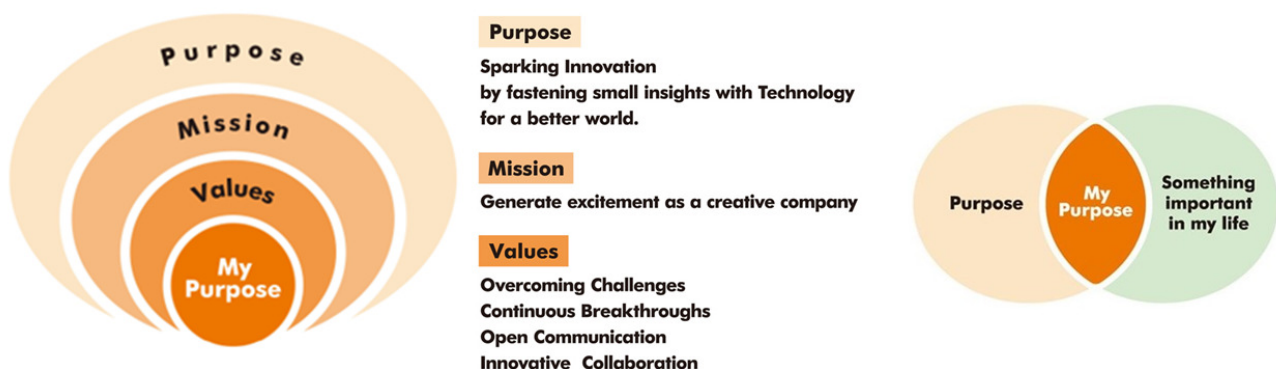 Purpose
Mission
Values
My
Purpose
Purpose
Sparking Innovation
by fastening small insights with Technology
for a better world.
Mission
Generate excitement as a creative company
Values
Overcoming Challenges
Continuous Breakthroughs
Open Communication
Innovative Collaboration
Purpose
My
Purpose
Something
important
in my life